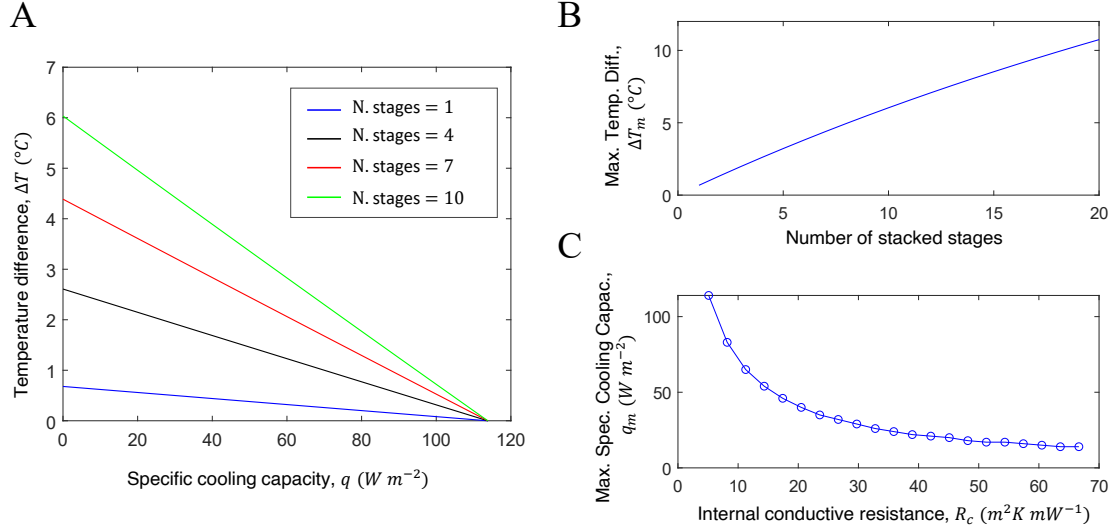 A
Temperature difference, ΔT (°C)
7
6
5
4
3
2
1
0
N. stages = 1
N. stages = 4
N. stages = 7
N. stages = 10
0 20 40 60 80 100 120
Specific cooling capacity, q (W m⁻²)
B
Max. Temp. Diff.,
ΔTₘ (°C)
10
5
0
0 5 10 15 20
Number of stacked stages
C
Max. Spec. Cooling Capac.,
qₘ (W m⁻²)
100
50
0
0 10 20 30 40 50 60 70
Internal conductive resistance, R_c (m²K mW⁻¹)